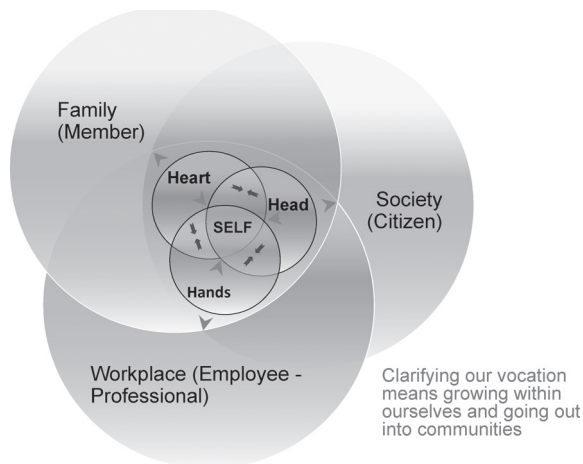 Family
(Member)
Heart
Head
SELF
Hands
Society
(Citizen)
Workplace (Employee -
Professional)
Clarifying our vocation
means growing within
ourselves and going out
into communities